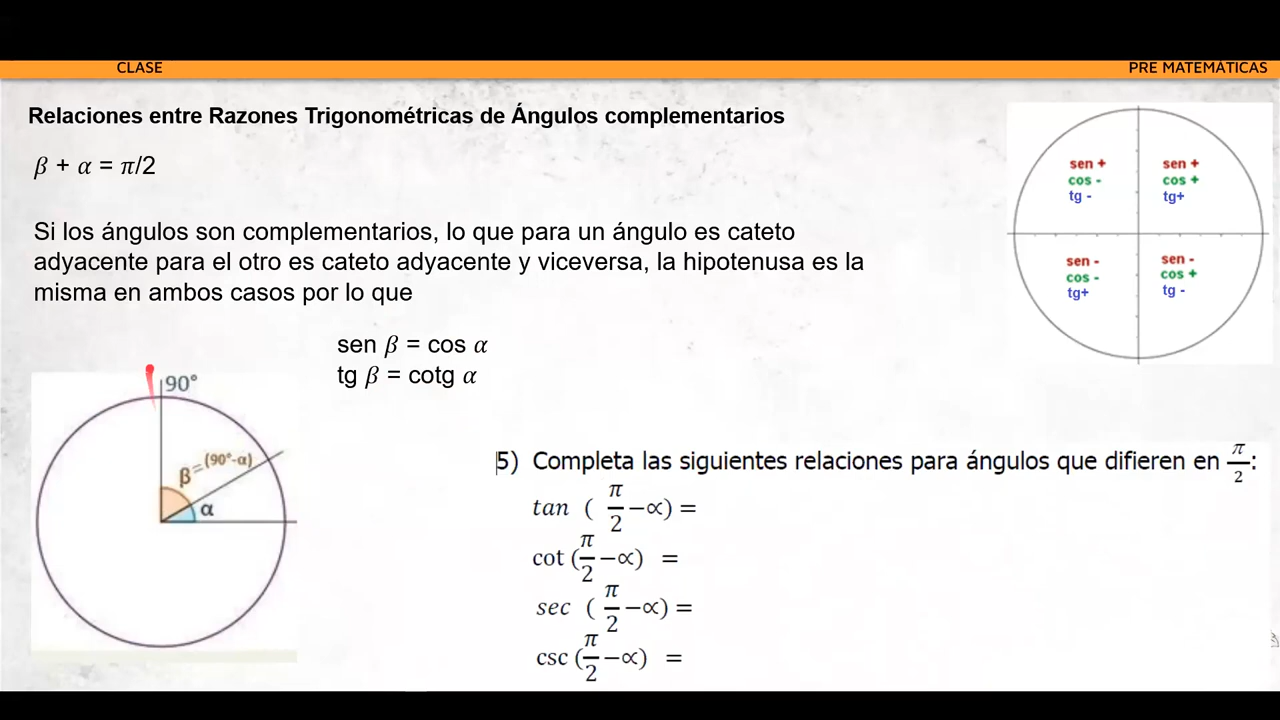 CLASE
PRE MATEMÁTICAS
Relaciones entre Razones Trigonométricas de Ángulos complementarios
β + α = π/2
Si los ángulos son complementarios, lo que para un ángulo es cateto
adyacente para el otro es cateto adyacente y viceversa, la hipotenusa es la
misma en ambos casos por lo que
sen β = cos α
tg β = cotg α
sen +
cos -
tg -
sen +
cos +
tg+
sen -
cos -
tg+
sen -
cos +
tg -
90°
β=(90°-α)
α
5) Completa las siguientes relaciones para ángulos que difieren en π/2:
tan ( π/2 −∝) =
cot (π/2 −∝) =
sec ( π/2 −∝) =
csc (π/2 −∝) =